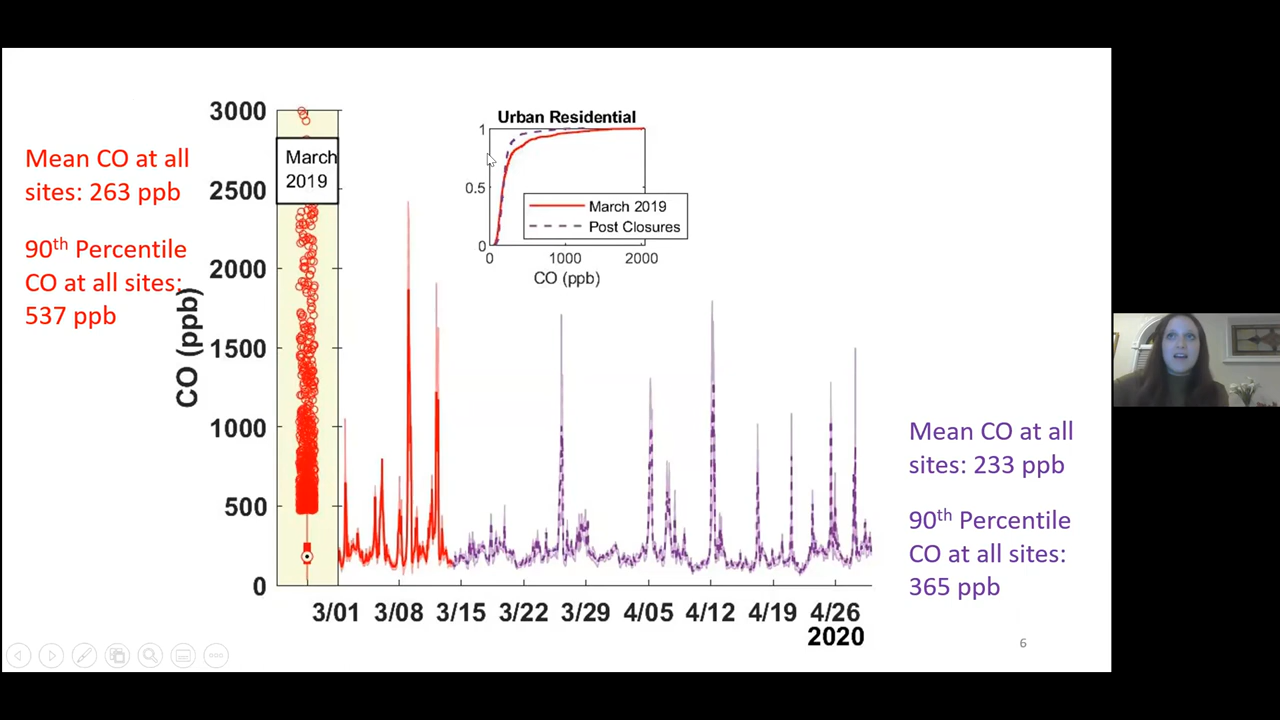 Mean CO at all
sites: 263 ppb
90th Percentile
CO at all sites:
537 ppb
CO (ppb)
3000
2500
2000
1500
1000
500
0
March
2019
Urban Residential
1
0.5
0
March 2019
Post Closures
0
1000
2000
CO (ppb)
3/01
3/08
3/15
3/22
3/29
4/05
4/12
4/19
4/26
2020
Mean CO at all
sites: 233 ppb
90th Percentile
CO at all sites:
365 ppb
6